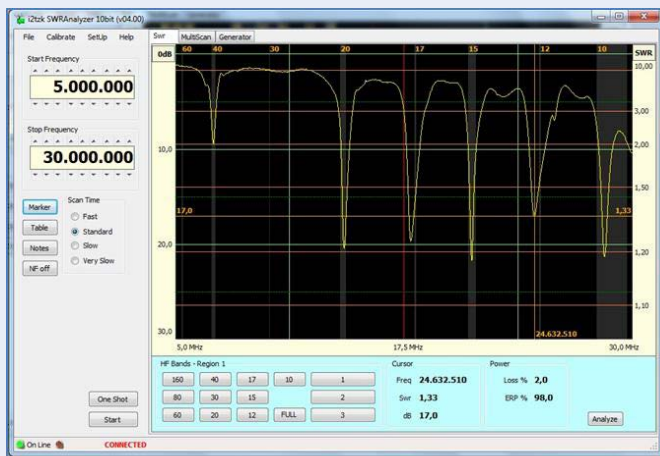 i2tzk SWRAnalyzer 10bit (v04.00)
File Calibrate SetUp Help
Start Frequency
5.000.000
Stop Frequency
30.000.000
Marker
Table
Notes
NF off
Scan Time
Fast
Standard
Slow
Very Slow
One Shot
Start
Swr MultiScan Generator
0dB 60 40 30 20 17 15 12 10 SWR
10,00
3,00
10,0 2,00
1,50
17,0 1,33
20,0 1,20
1,10
30,0
24.632.510
5,0 MHz 17,5 MHz 30,0 MHz
HF Bands - Region 1
160 40 17 10 1
80 30 15 2
60 20 12 FULL 3
Cursor
Freq 24.632.510
Swr 1,33
dB 17,0
Power
Loss % 2,0
ERP % 98,0
Analyze
On Line CONNECTED